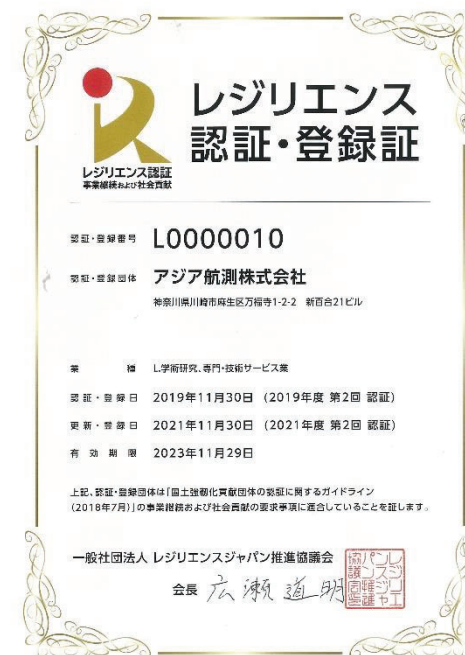 レジリエンス
認証・登録証
レジリエンス認証
事業継続および社会貢献
認証・登録番号 L0000010
認証・登録団体 アジア航測株式会社
神奈川県川崎市麻生区万福寺1-2-2 新百合21ビル
業種 L.学術研究、専門・技術サービス業
認証・登録日 2019年11月30日 (2019年度 第2回 認証)
更新・登録日 2021年11月30日 (2021年度 第2回 認証)
有効期限 2023年11月29日
上記、認証・登録団体は「国土強靱化貢献団体の認証に関するガイドライン
(2018年7月)」の事業継続および社会貢献の要求事項に適合していることを証します。
一般社団法人 レジリエンスジャパン推進協議会
会長 広瀬道明